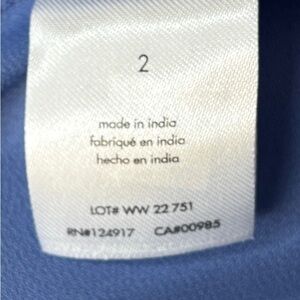 2
made in india
fabriqué en india
hecho en india
LOT# WW 22 751
RN#124917 CA#00985